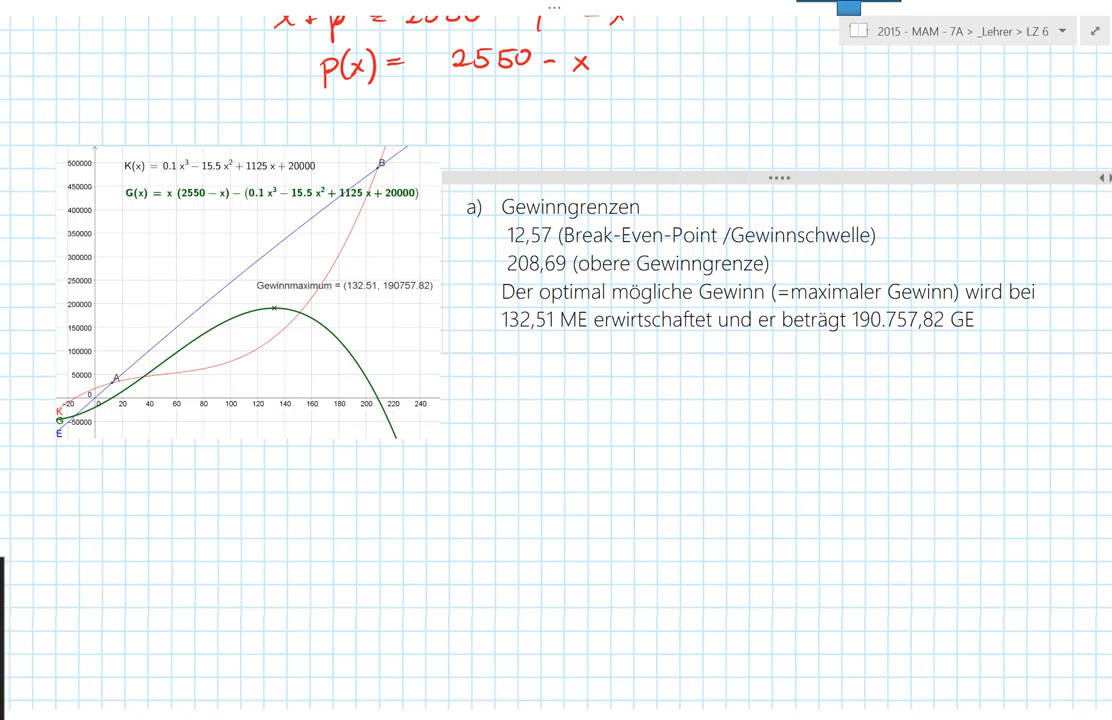 2015 - MAM - 7A > _Lehrer > LZ 6
p(x) = 2550 - x
K(x) = 0.1 x³ − 15.5 x² + 1125 x + 20000
G(x) = x (2550 − x) − (0.1 x³ − 15.5 x² + 1125 x + 20000)
500000
450000
400000
350000
300000
250000
200000
150000
100000
50000
0
-50000
B
Gewinnmaximum = (132.51, 190757.82)
A
-20 0 20 40 60 80 100 120 140 160 180 200 220 240
K
G
E
a) Gewinngrenzen
12,57 (Break-Even-Point /Gewinnschwelle)
208,69 (obere Gewinngrenze)
Der optimal mögliche Gewinn (=maximaler Gewinn) wird bei
132,51 ME erwirtschaftet und er beträgt 190.757,82 GE